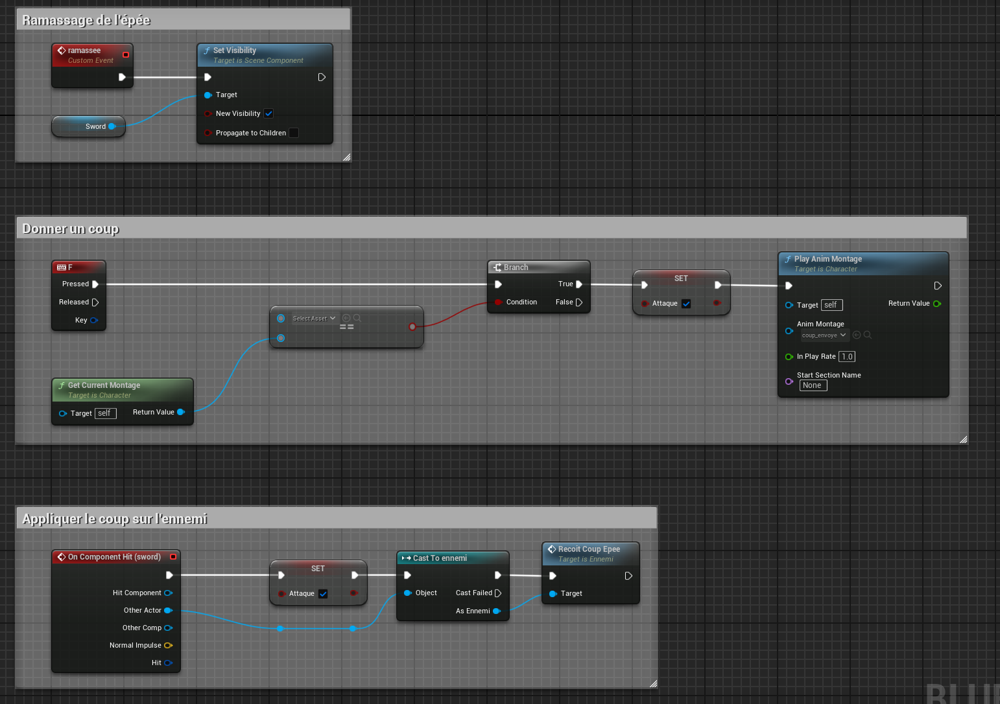 Ramassage de l'épée
ramassee
Custom Event
Set Visibility
Target is Scene Component
Target
Sword
New Visibility
Propagate to Children
Donner un coup
F
Pressed
Released
Key
Select Asset
==
Get Current Montage
Target is Character
Target self
Return Value
Branch
True
Condition
False
SET
Attaque
Play Anim Montage
Target is Character
Target self
Return Value
Anim Montage
coup_envoye
In Play Rate 1.0
Start Section Name
None
Appliquer le coup sur l'ennemi
On Component Hit (sword)
Hit Component
Other Actor
Other Comp
Normal Impulse
Hit
SET
Attaque
Cast To ennemi
Object
Cast Failed
As Ennemi
Recoit Coup Epee
Target is Ennemi
Target